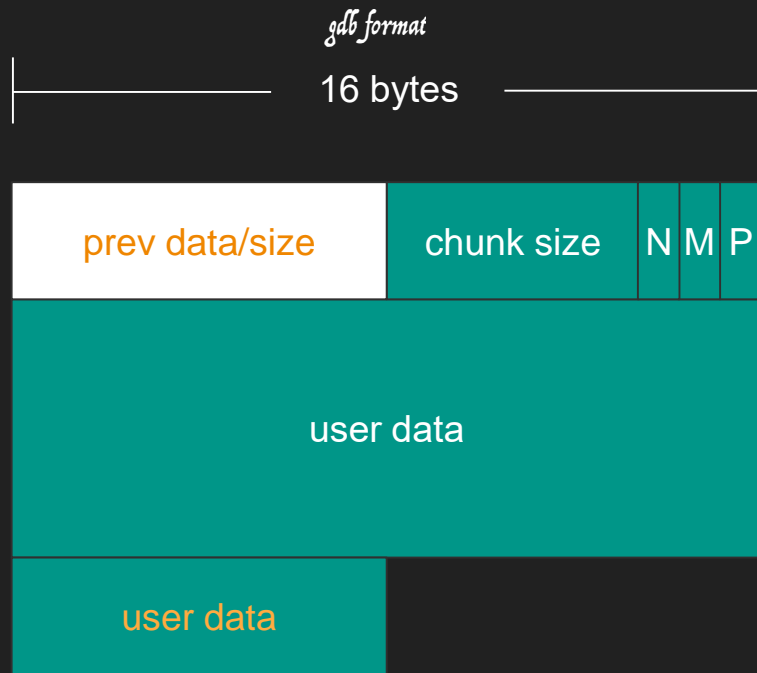 gdb format
16 bytes
prev data/size chunk size N M P
user data
user data